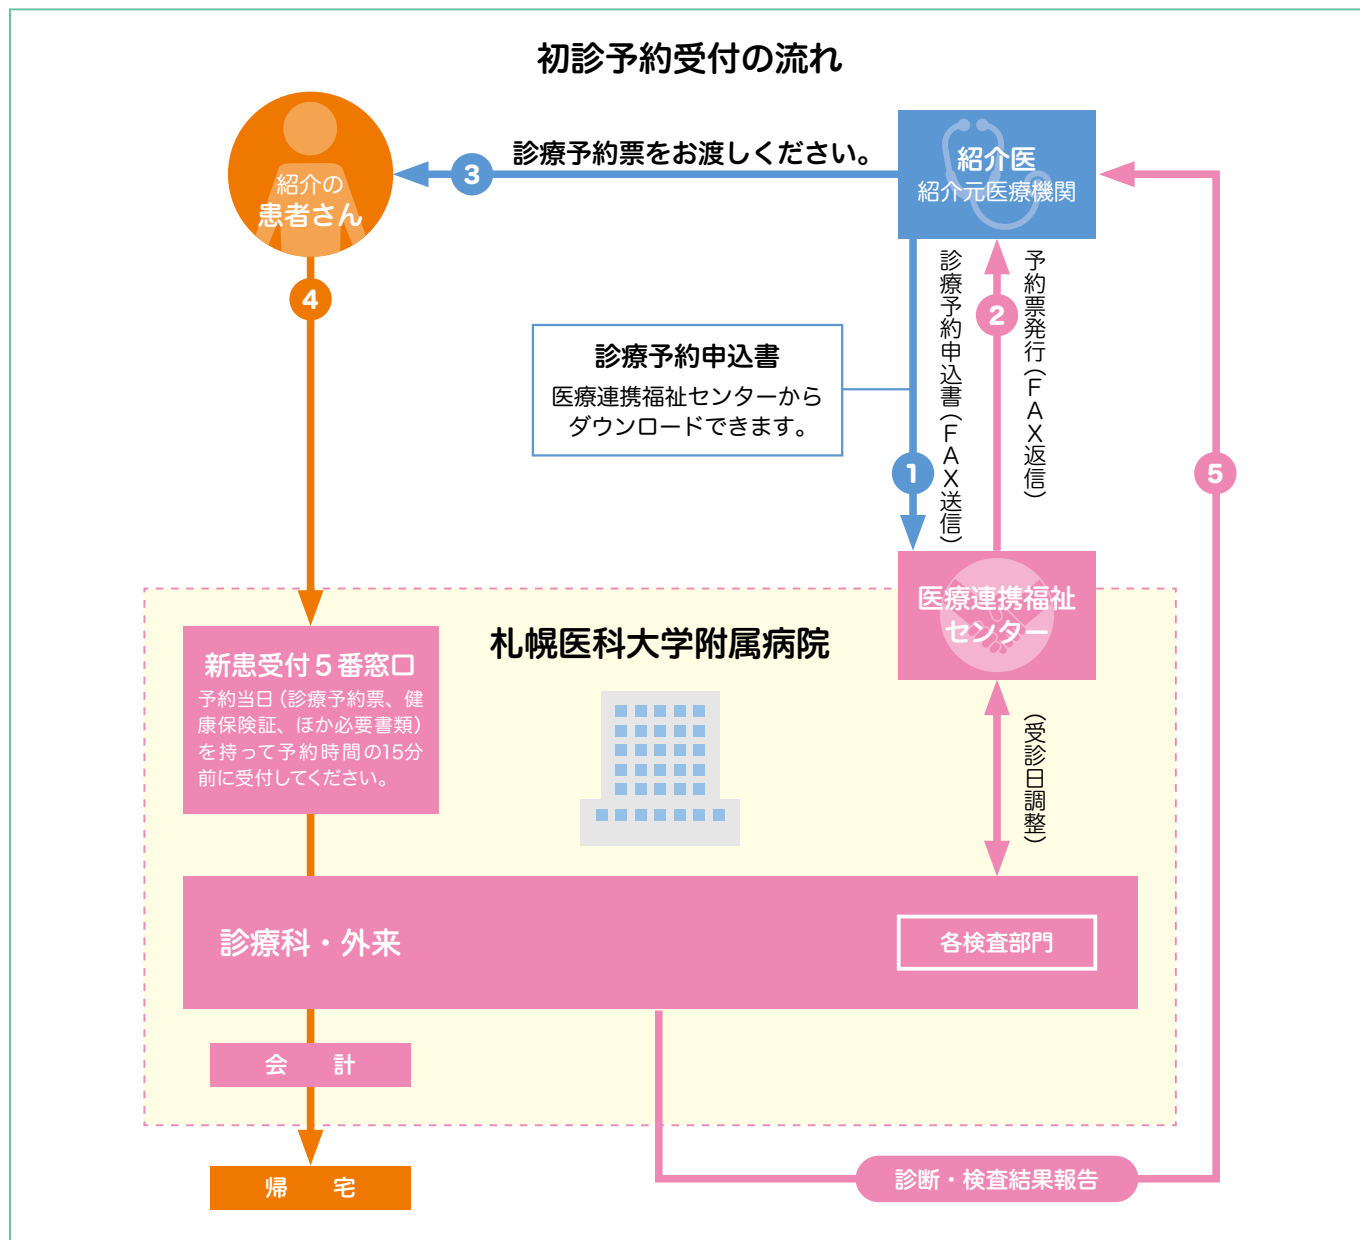 初診予約受付の流れ
紹介の
患者さん
診療予約票をお渡しください。
3
紹介医
紹介元医療機関
4
診療予約申込書
医療連携福祉センターから
ダウンロードできます。
1
診療予約申込書(FAX送信)
2
予約票発行(FAX返信)
5
医療連携福祉
センター
札幌医科大学附属病院
新患受付5番窓口
予約当日(診療予約票、健
康保険証、ほか必要書類)
を持って予約時間の15分
前に受付してください。
(受診日調整)
診療科・外来
各検査部門
会 計
帰 宅
診断・検査結果報告